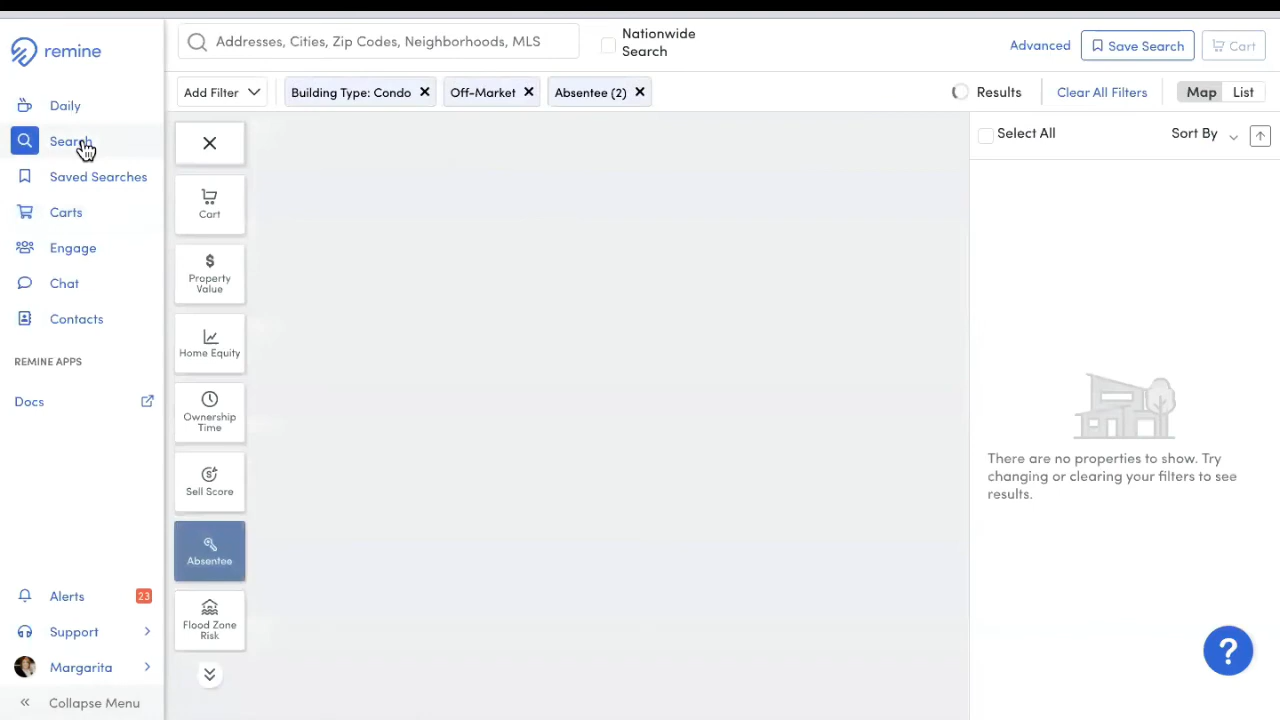 remine
Addresses, Cities, Zip Codes, Neighborhoods, MLS
Nationwide
Search
Advanced
Save Search
Cart
Add Filter
Building Type: Condo
Off-Market
Absentee (2)
Results
Clear All Filters
Map
List
Daily
Search
Saved Searches
Carts
Engage
Chat
Contacts
REMINE APPS
Docs
Alerts
23
Support
Margarita
Collapse Menu
Cart
$
Property
Value
Home Equity
Ownership
Time
Sell Score
Absentee
Flood Zone
Risk
Select All
Sort By
There are no properties to show. Try
changing or clearing your filters to see
results.
?